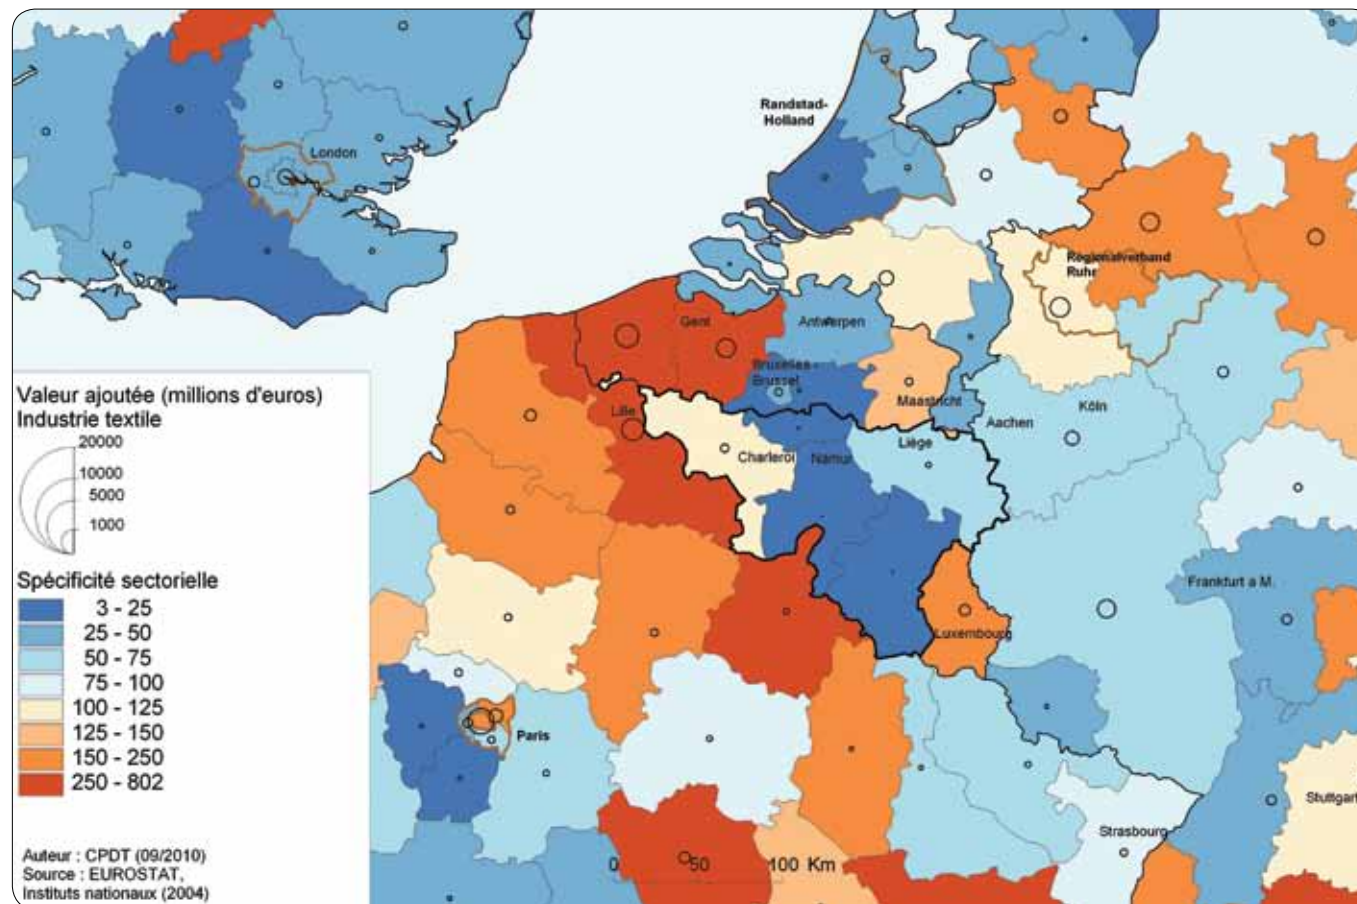 London
Randstad-
Holland
Regionalverband
Ruhr
Gent
Antwerpen
Bruxelles -
Brussel
Maastricht
Lille
Charleroi
Namur
Liège
Aachen
Köln
Frankfurt a M.
Luxembourg
Paris
Strasbourg
Stuttgart
Valeur ajoutée (millions d'euros)
Industrie textile
20000
10000
5000
1000
Spécificité sectorielle
3 - 25
25 - 50
50 - 75
75 - 100
100 - 125
125 - 150
150 - 250
250 - 802
Auteur : CPDT (09/2010)
Source : EUROSTAT,
Instituts nationaux (2004)
0 50 100 Km